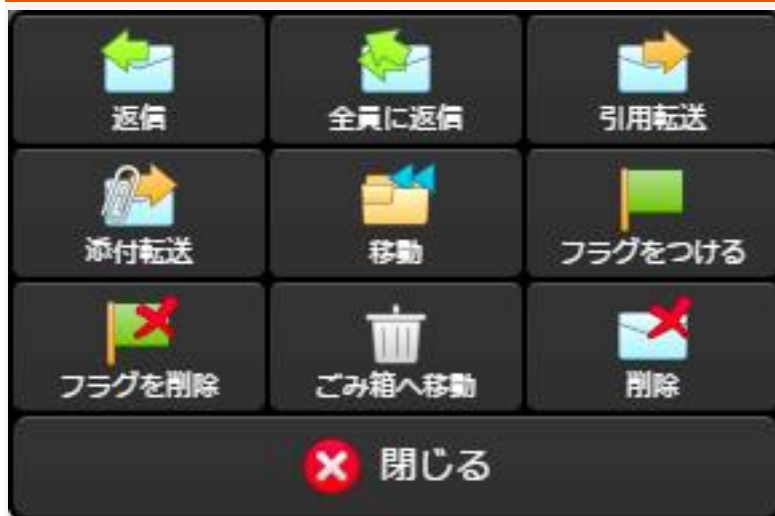 返信
全員に返信
引用転送
添付転送
移動
フラグをつける
フラグを削除
ごみ箱へ移動
削除
閉じる